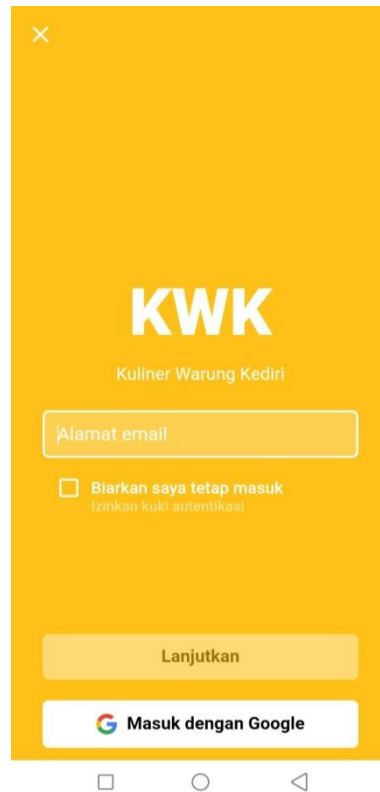 KWK
Kuliner Warung Kediri
Alamat email
Biarkan saya tetap masuk
Izinkan kuki autentikasi
Lanjutkan
Masuk dengan Google